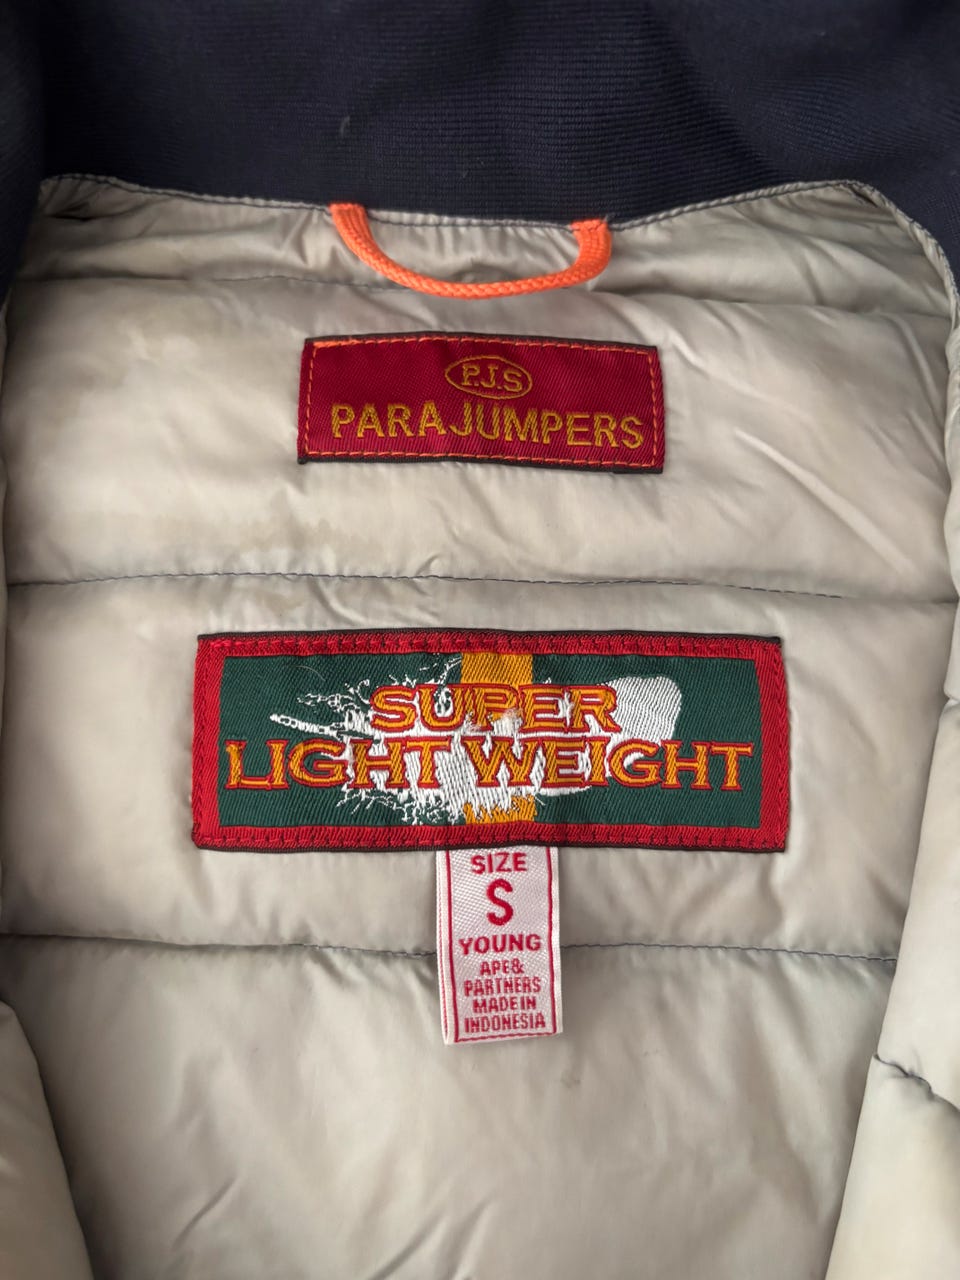 P.J.S
PARAJUMPERS
SUPER
LIGHT WEIGHT
SIZE
S
YOUNG
APE&
PARTNERS
MADE IN
INDONESIA